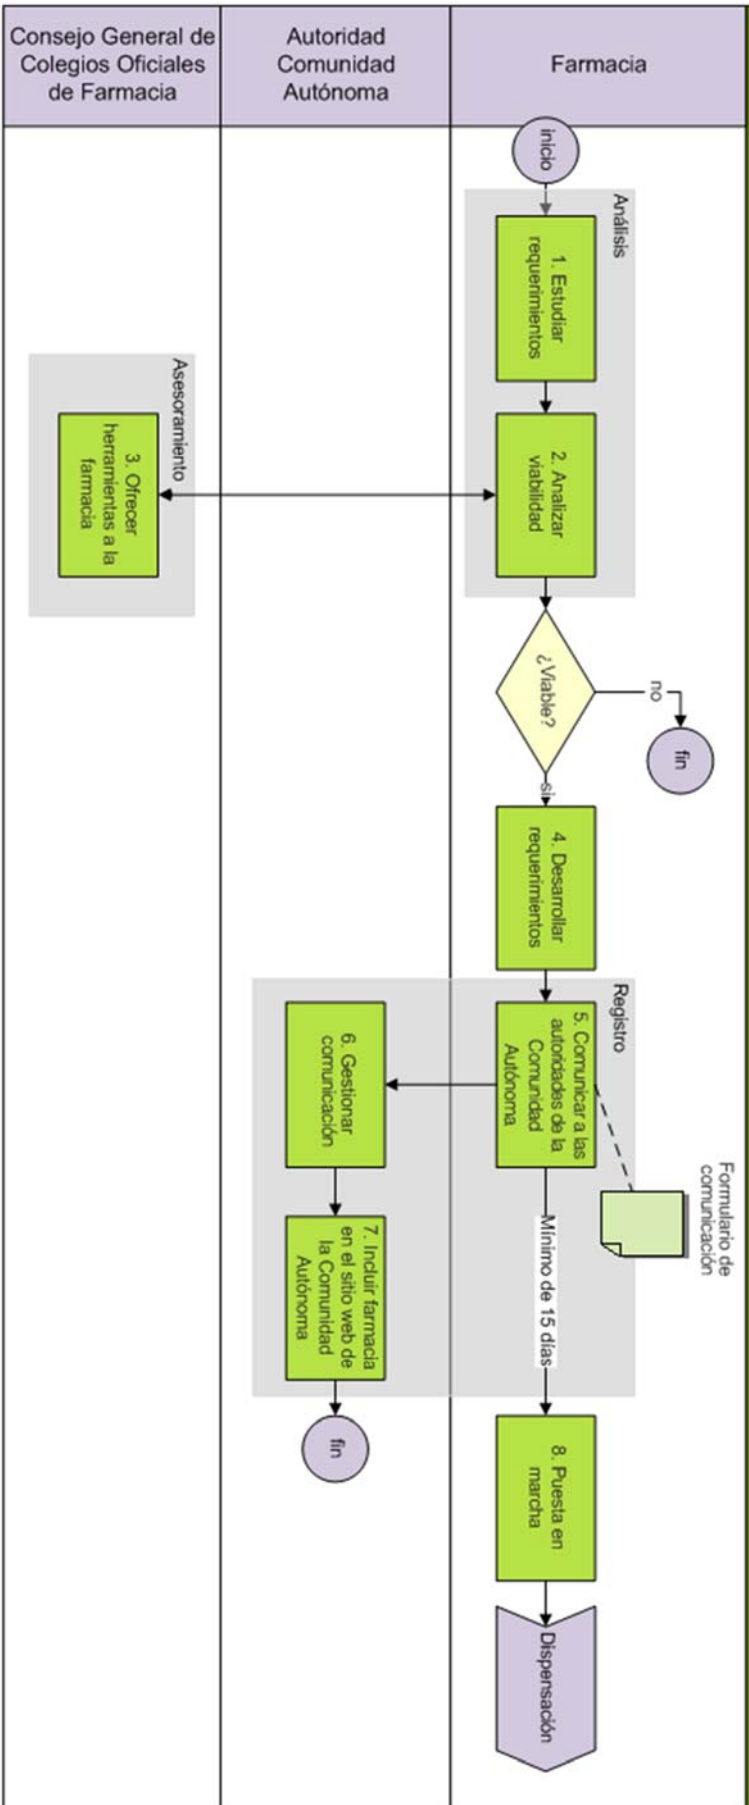 Consejo General de
Colegios Oficiales
de Farmacia
Autoridad
Comunidad
Autónoma
Farmacia
inicio
Análisis
1. Estudiar
requerimientos
2. Analizar
viabilidad
Asesoramiento
3. Ofrecer
herramientas a la
farmacia
¿Viable?
no
fin
si
4. Desarrollar
requerimientos
Registro
5. Comunicar a las
autoridades de la
Comunidad
Autónoma
Formulario de
comunicación
6. Gestionar
comunicación
Mínimo de 15 días
7. Incluir farmacia
en el sitio web de
la Comunidad
Autónoma
fin
8. Puesta en
marcha
Dispensación